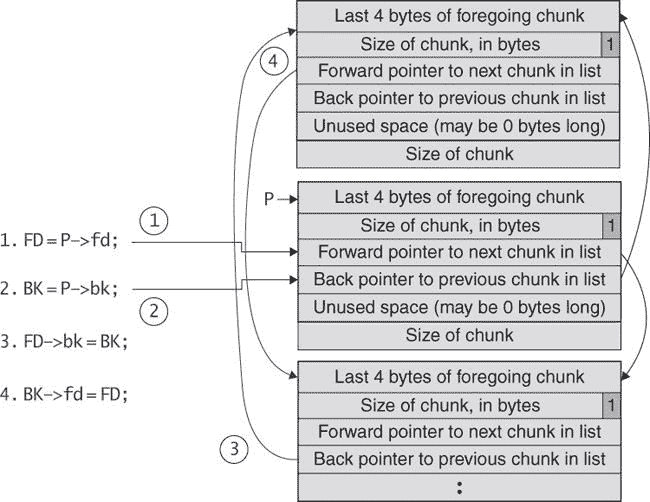 Last 4 bytes of foregoing chunk
Size of chunk, in bytes 1
4
Forward pointer to next chunk in list
Back pointer to previous chunk in list
Unused space (may be 0 bytes long)
Size of chunk
P
Last 4 bytes of foregoing chunk
Size of chunk, in bytes 1
Forward pointer to next chunk in list
Back pointer to previous chunk in list
Unused space (may be 0 bytes long)
Size of chunk
1
1. FD=P->fd;
2. BK=P->bk;
2
3. FD->bk=BK;
4. BK->fd=FD;
Last 4 bytes of foregoing chunk
Size of chunk, in bytes 1
Forward pointer to next chunk in list
3
Back pointer to previous chunk in list
: